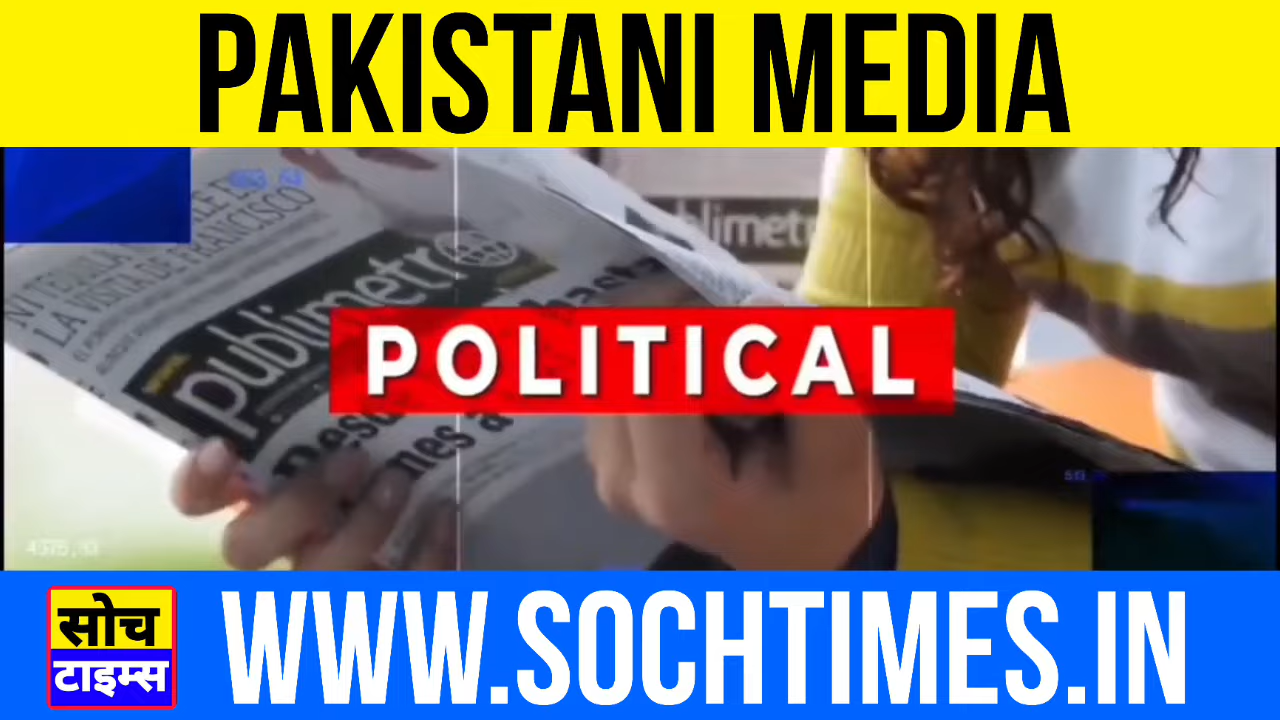 PAKISTANI MEDIA
LA VISITA DE FRANCISCO
publimetro
POLITICAL
सोच
टाइम्स
WWW.SOCHTIMES.IN